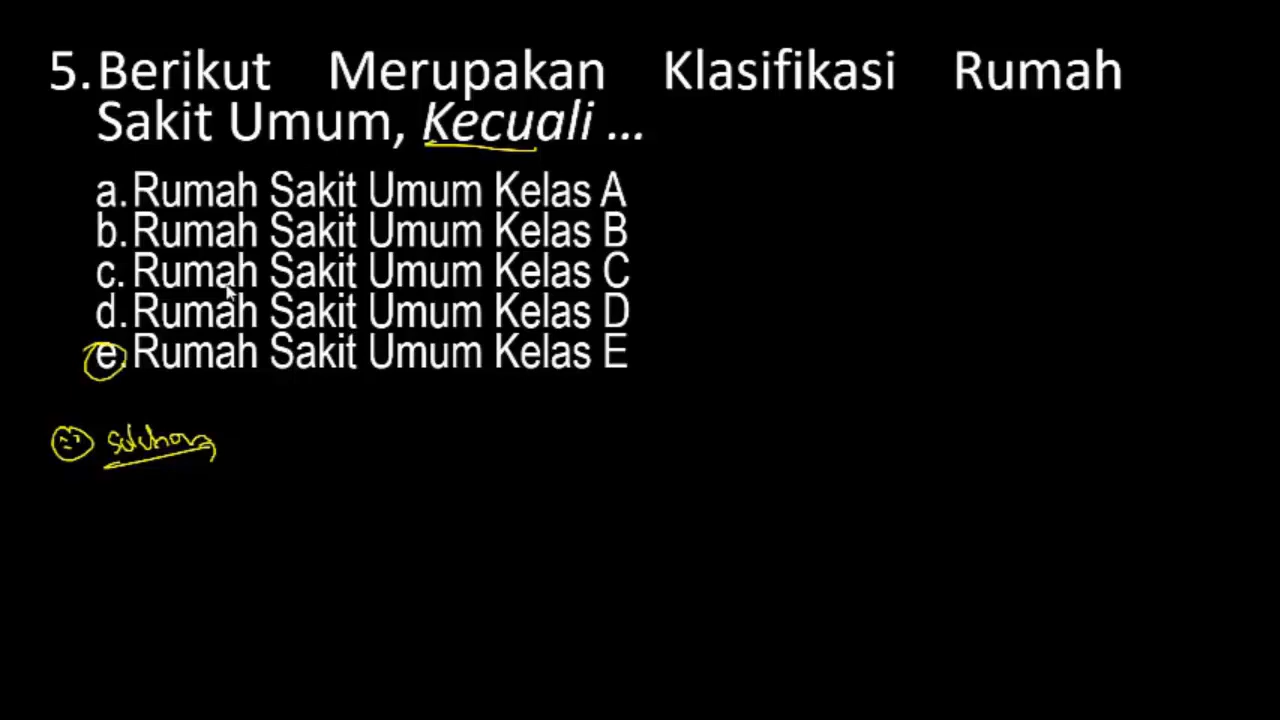 5. Berikut Merupakan Klasifikasi Rumah
Sakit Umum, Kecuali ...
a. Rumah Sakit Umum Kelas A
b. Rumah Sakit Umum Kelas B
c. Rumah Sakit Umum Kelas C
d. Rumah Sakit Umum Kelas D
e. Rumah Sakit Umum Kelas E